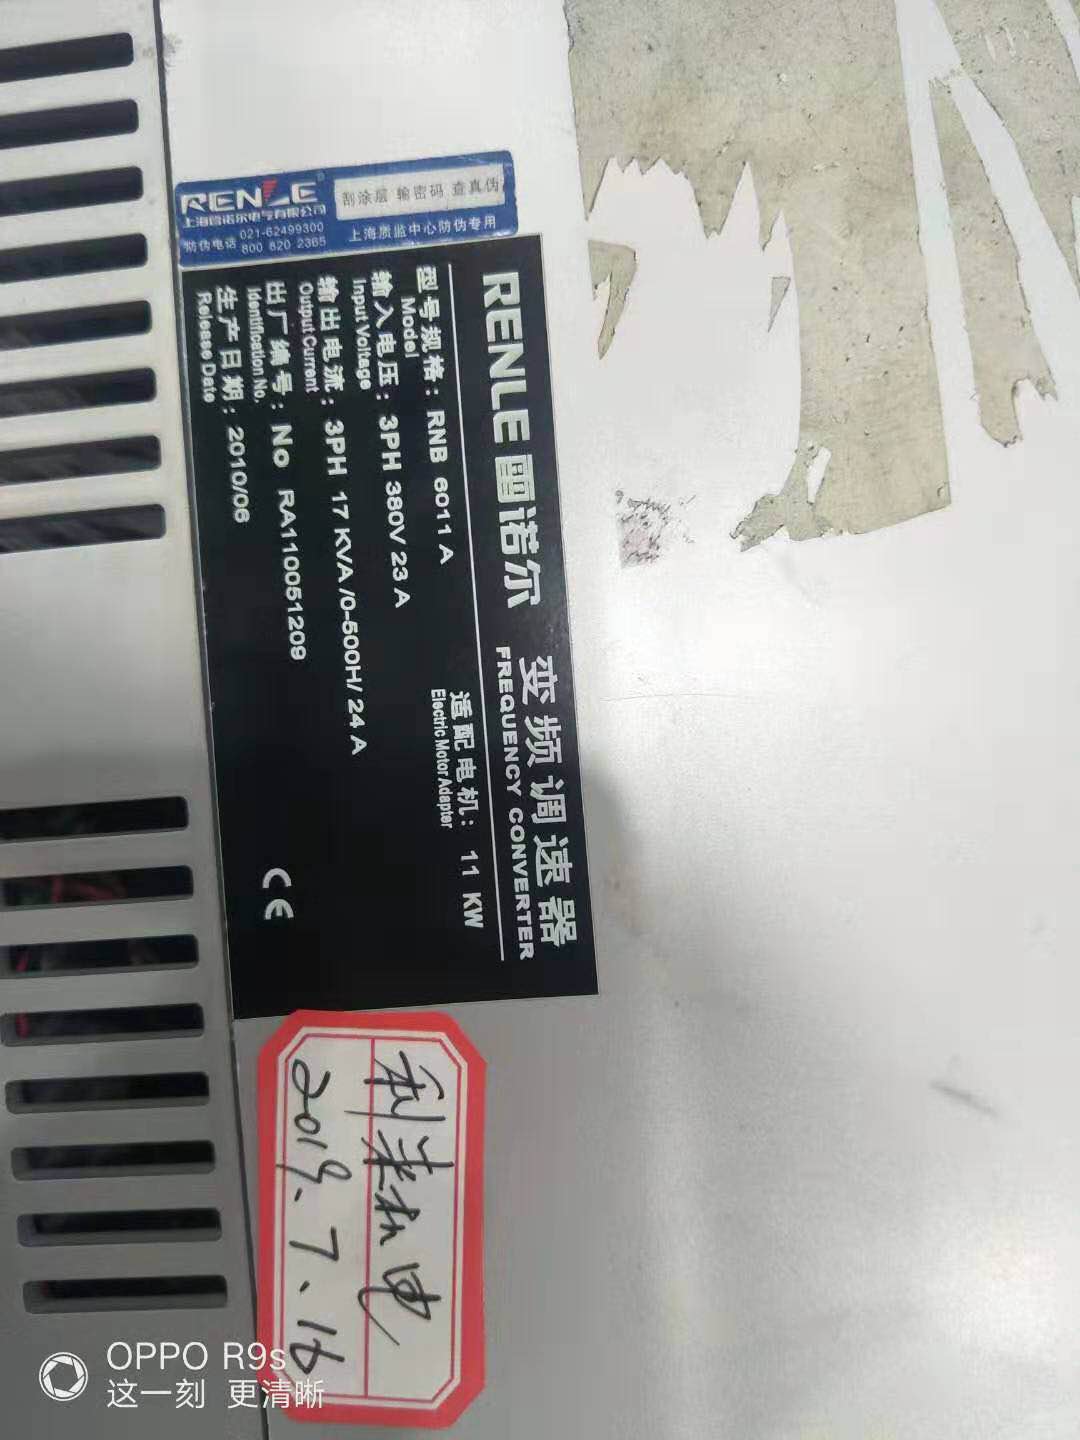 RENLE
上海雷诺尔电气有限公司
021-62499300
防伪电话 800 820 2365
刮涂层 输密码 查真伪
上海质监中心防伪专用
RENLE 雷诺尔 变频调速器
FREQUENCY CONVERTER
型号规格: RNB 6011 A 适配电机: 11 KW
Model Electric Motor Adapter
输入电压: 3PH 380V 23 A
Input Voltage
输出电流: 3PH 17 KVA /0-500H/ 24 A
Output Current
出厂编号: No RA110051209
Identification No.
生产日期: 2010/06
Release Date
CE
利来机电
2019.7.16
OPPO R9s
这一刻 更清晰